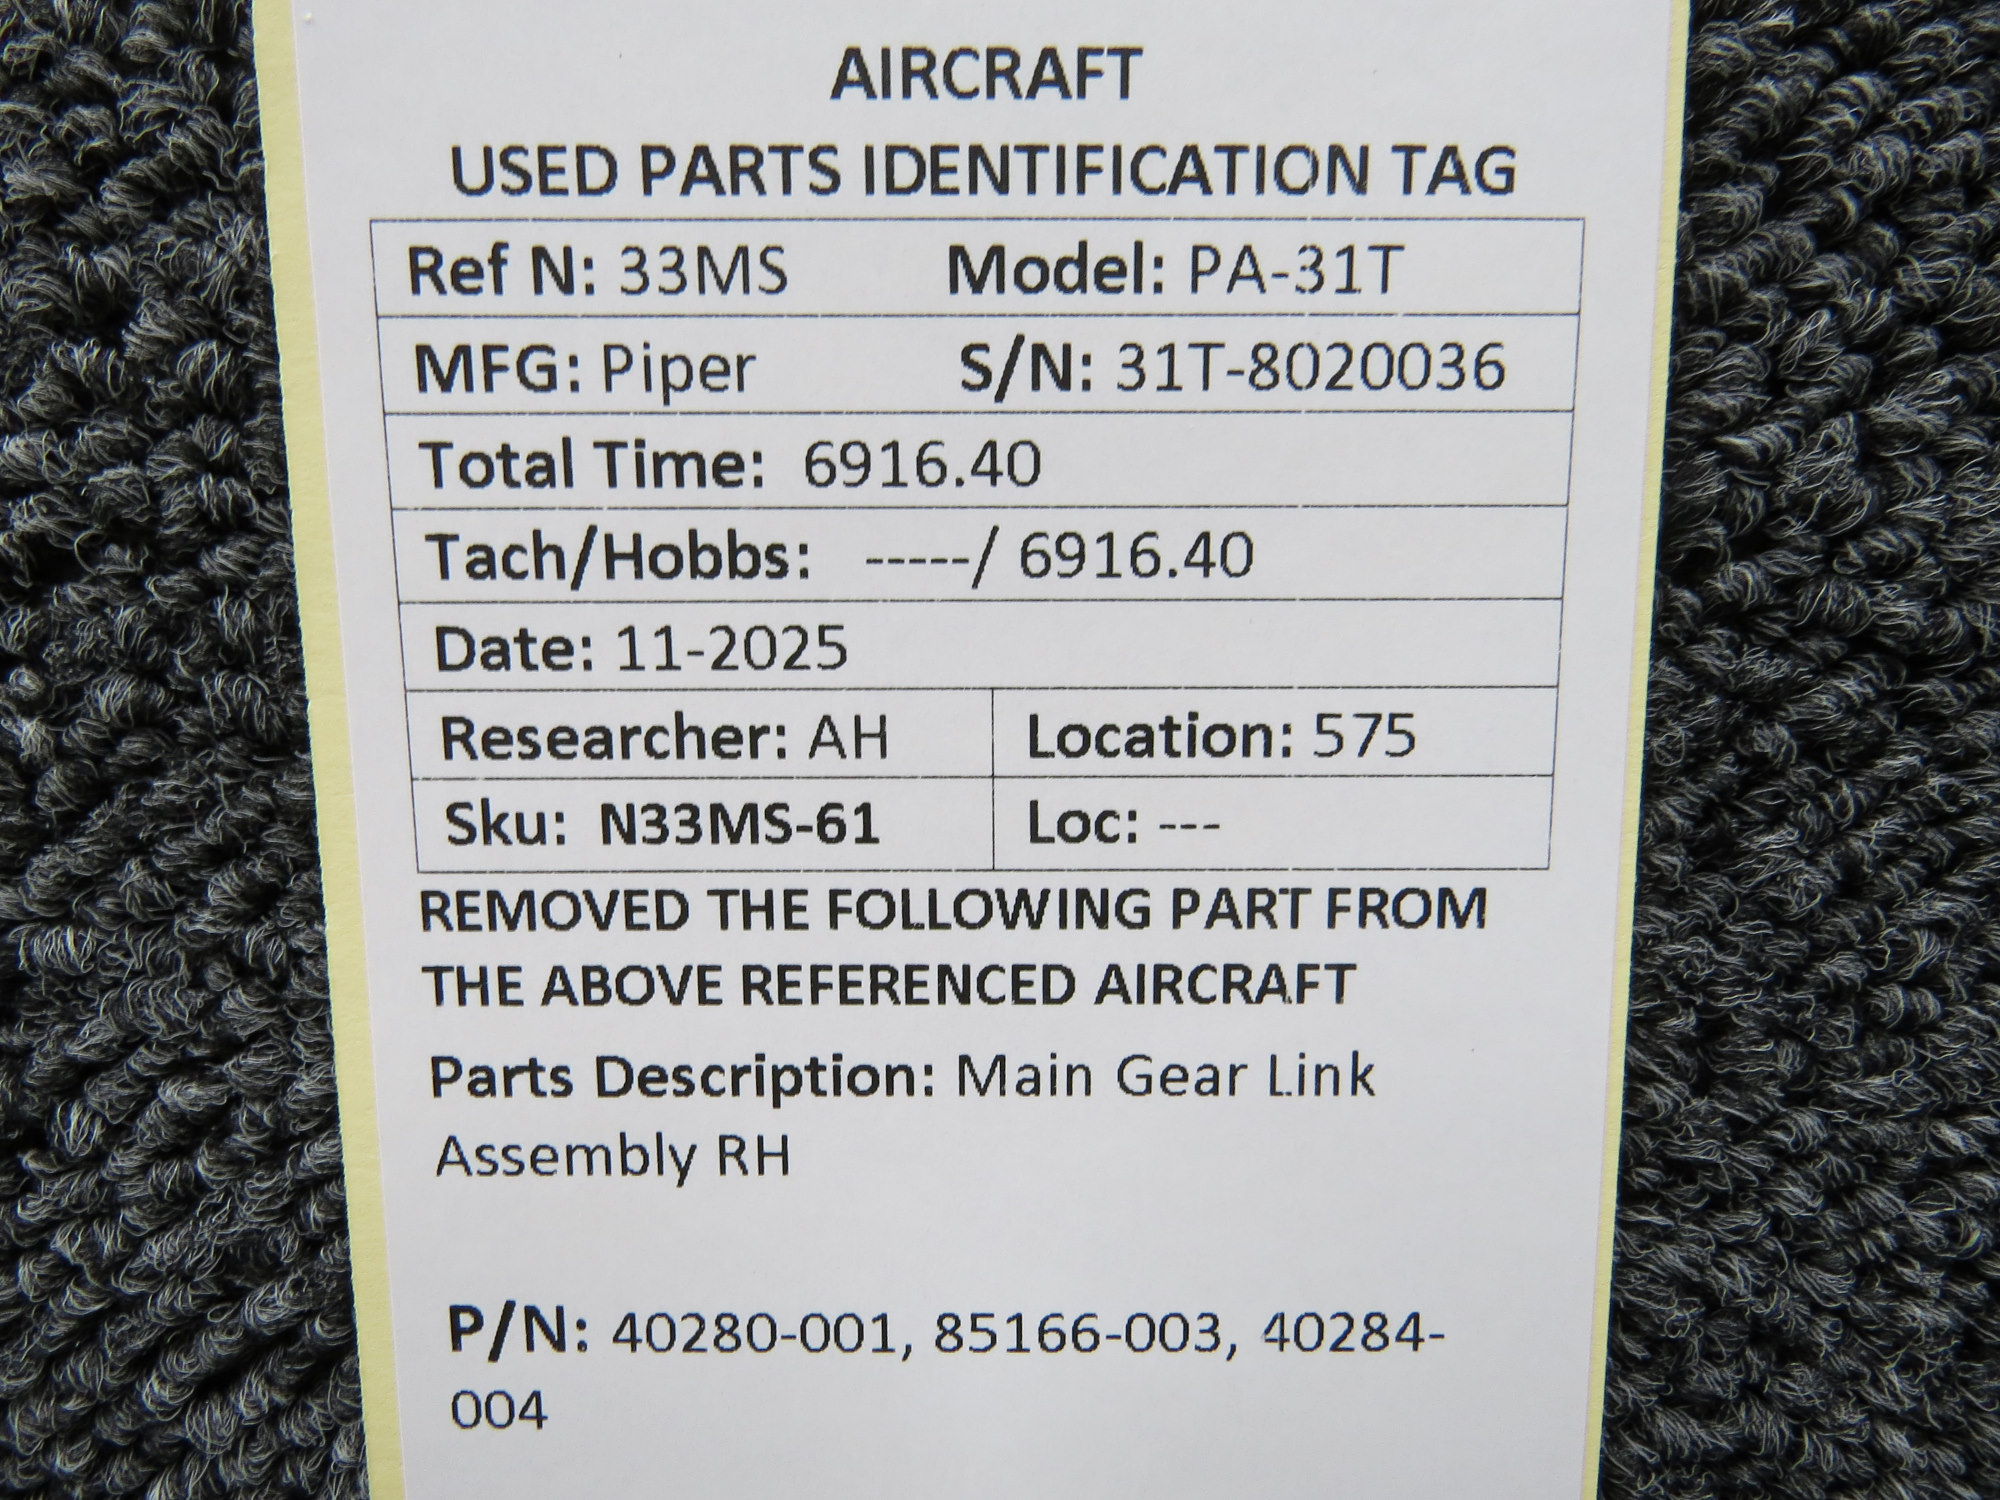 AIRCRAFT
USED PARTS IDENTIFICATION TAG
Ref N: 33MS Model: PA-31T
MFG: Piper S/N: 31T-8020036
Total Time: 6916.40
Tach/Hobbs: -----/ 6916.40
Date: 11-2025
Researcher: AH Location: 575
Sku: N33MS-61 Loc: ---
REMOVED THE FOLLOWING PART FROM
THE ABOVE REFERENCED AIRCRAFT
Parts Description: Main Gear Link
Assembly RH
P/N: 40280-001, 85166-003, 40284-
004